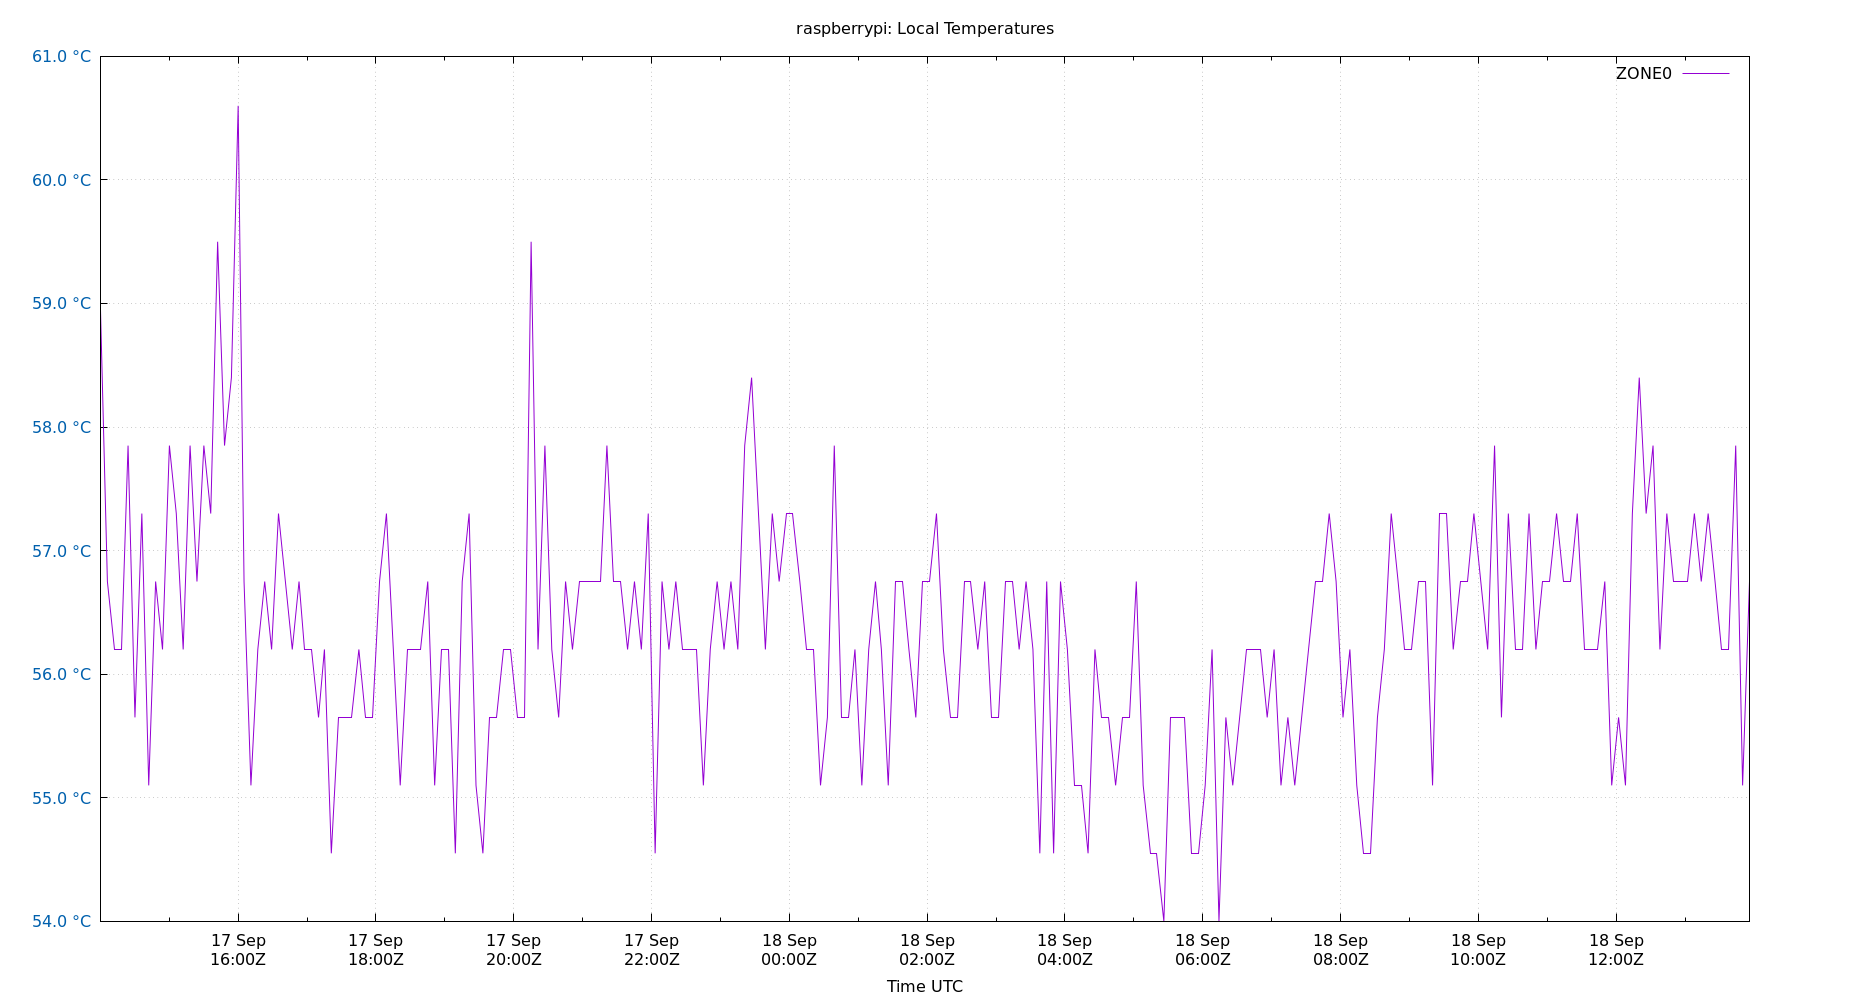 raspberrypi: Local Temperatures
61.0 °C
60.0 °C
59.0 °C
58.0 °C
57.0 °C
56.0 °C
55.0 °C
54.0 °C
ZONE0
17 Sep 17 Sep 17 Sep 17 Sep 18 Sep 18 Sep 18 Sep 18 Sep 18 Sep 18 Sep 18 Sep
16:00Z 18:00Z 20:00Z 22:00Z 00:00Z 02:00Z 04:00Z 06:00Z 08:00Z 10:00Z 12:00Z
Time UTC